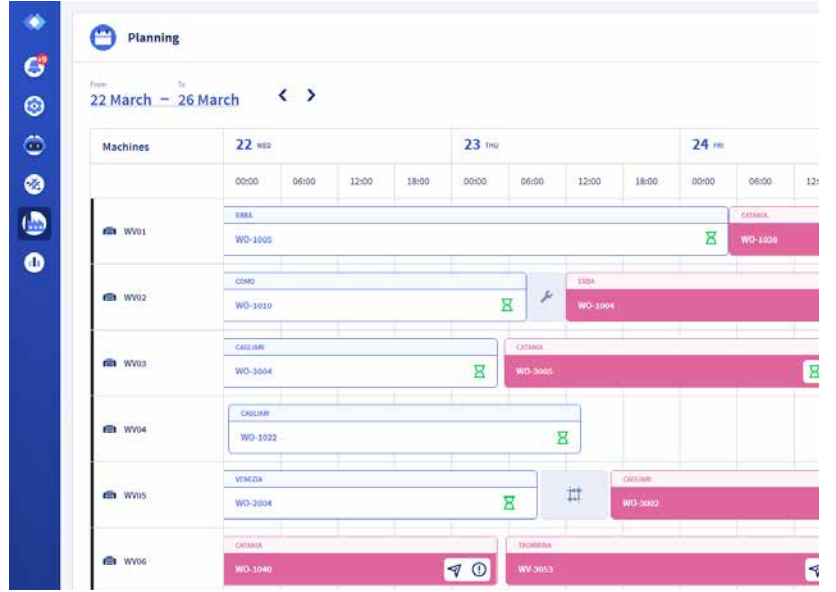 +9
Planning
From To
22 March – 26 March
Machines 22 WED 23 THU 24 FRI
00:00 06:00 12:00 18:00 00:00 06:00 12:00 18:00 00:00 06:00
ERBA CATANIA
WV01 WO-1005 WO-1038
COMO ERBA
WV02 WO-1010 WO-1004
CAGLIARI CATANIA
WV03 WO-3004 WO-3005
CAGLIARI
WV04 WO-1022
VENEZIA CAGLIARI
WV05 WO-2004 WO-3002
CATANIA TAORMINA
WV06 WO-1040 WV-3053